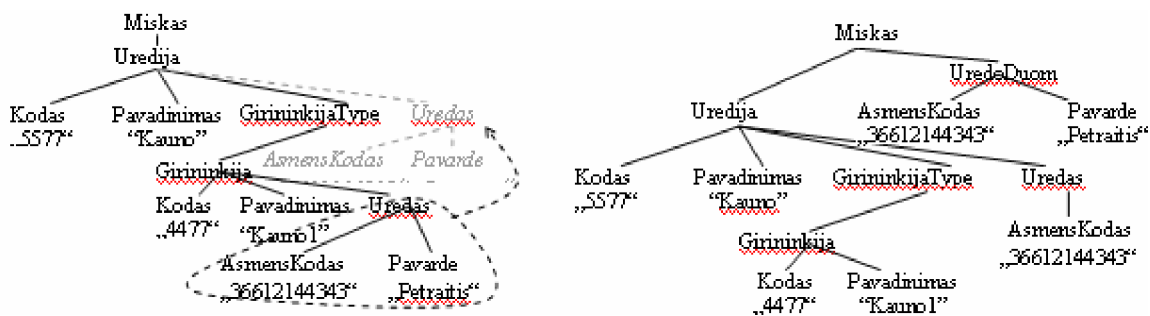 Miskas
Uredija
Kodas
„5577“
Pavadinimas
“Kauno”
GirininkijaType
Uredas
AsmensKodas
Pavarde
Girininkija
Kodas
„4477“
Pavadinimas
“Kauno1”
Uredas
AsmensKodas
„36612144343“
Pavarde
„Petraitis“
Miskas
UredeDuom
Uredija
AsmensKodas
„36612144343“
Pavarde
„Petraitis“
Kodas
„5577“
Pavadinimas
“Kauno”
GirininkijaType
Uredas
AsmensKodas
„36612144343“
Girininkija
Kodas
„4477“
Pavadinimas
“Kauno1”